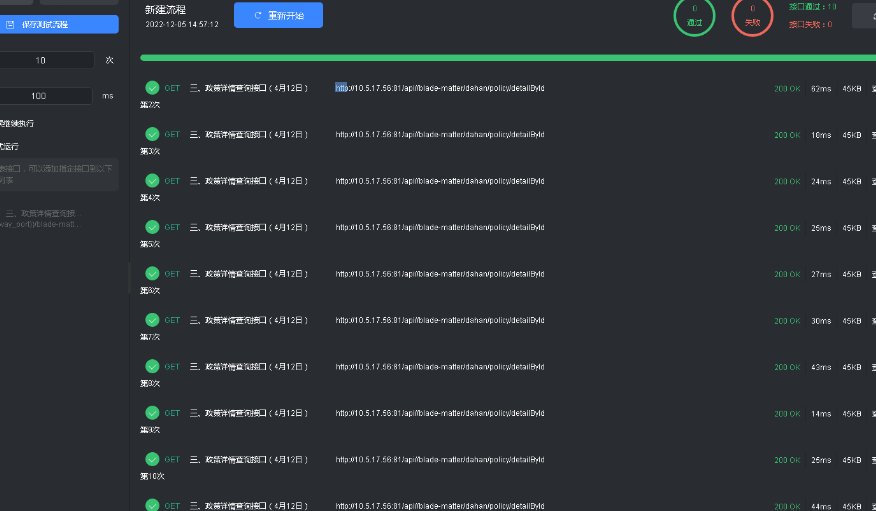 保存测试流程
10 次
100 ms
继续执行
试运行
三、政策详情查询接...
way_port}/blade-matt...
新建流程
2022-12-05 14:57:12
重新开始
0
通过
0
失败
接口通过：10
接口失败：0
GET 三、政策详情查询接口（4月12日） http://10.5.17.56:81/api//blade-matter/dahan/policy/detailById 200 OK 62ms 45KB
第2次
GET 三、政策详情查询接口（4月12日） http://10.5.17.56:81/api//blade-matter/dahan/policy/detailById 200 OK 18ms 45KB
第3次
GET 三、政策详情查询接口（4月12日） http://10.5.17.56:81/api//blade-matter/dahan/policy/detailById 200 OK 24ms 45KB
第4次
GET 三、政策详情查询接口（4月12日） http://10.5.17.56:81/api//blade-matter/dahan/policy/detailById 200 OK 25ms 45KB
第5次
GET 三、政策详情查询接口（4月12日） http://10.5.17.56:81/api//blade-matter/dahan/policy/detailById 200 OK 27ms 45KB
第6次
GET 三、政策详情查询接口（4月12日） http://10.5.17.56:81/api//blade-matter/dahan/policy/detailById 200 OK 30ms 45KB
第7次
GET 三、政策详情查询接口（4月12日） http://10.5.17.56:81/api//blade-matter/dahan/policy/detailById 200 OK 43ms 45KB
第8次
GET 三、政策详情查询接口（4月12日） http://10.5.17.56:81/api//blade-matter/dahan/policy/detailById 200 OK 14ms 45KB
第9次
GET 三、政策详情查询接口（4月12日） http://10.5.17.56:81/api//blade-matter/dahan/policy/detailById 200 OK 25ms 45KB
第10次
GET 三、政策详情查询接口（4月12日） http://10.5.17.56:81/api//blade-matter/dahan/policy/detailById 200 OK 44ms 45KB